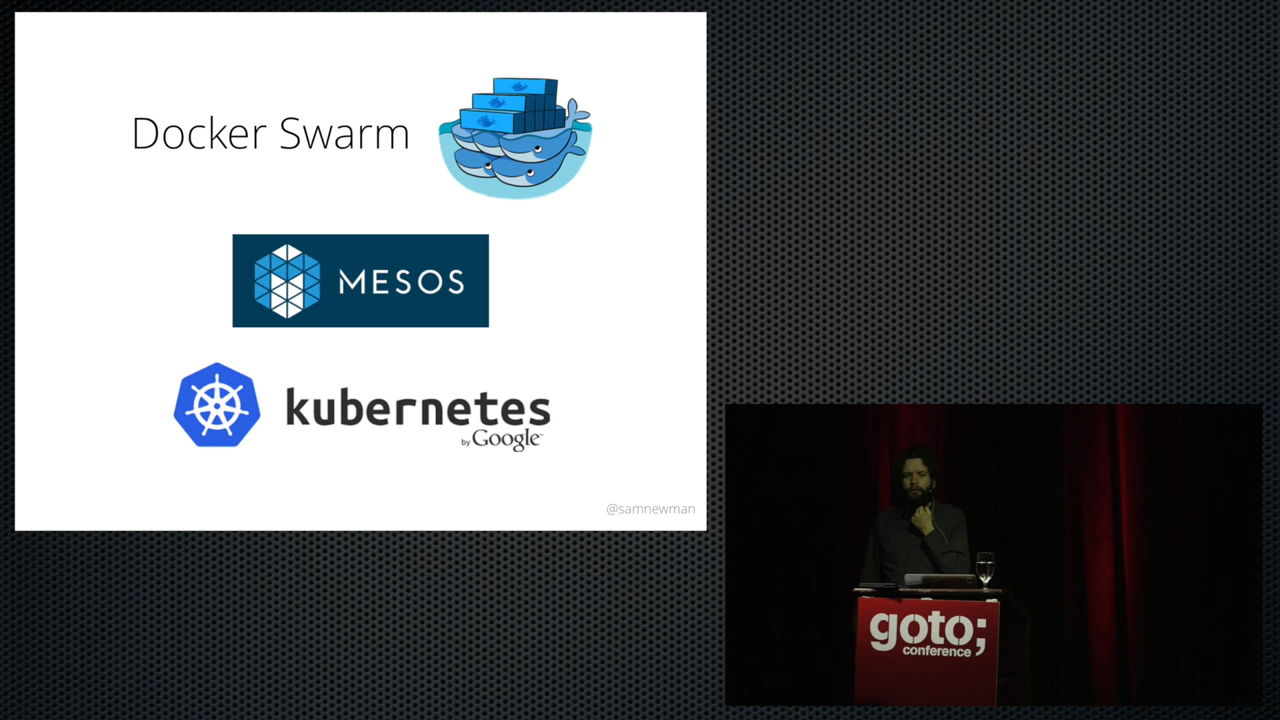 Docker Swarm
MESOS
kubernetes
by Google
@samnewman
goto;
conference